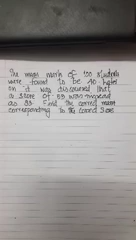 The mean mark of 100 students
were found to be 40. Later
on it was discovered that
a score of 53 was misread
as 83. Find the correct mean
corresponding to the correct score